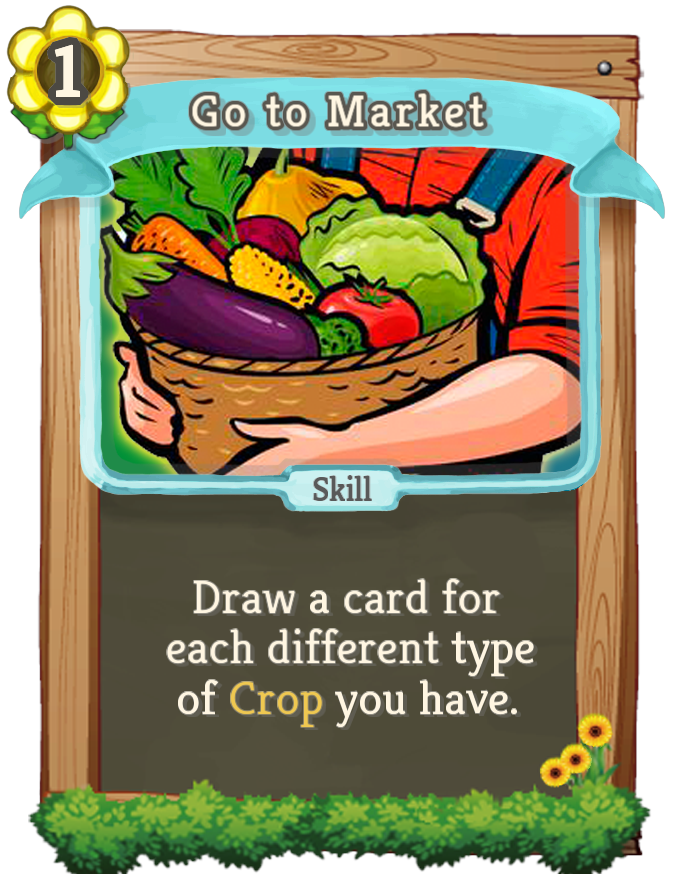 1
Go to Market
Skill
Draw a card for
each different type
of Crop you have.